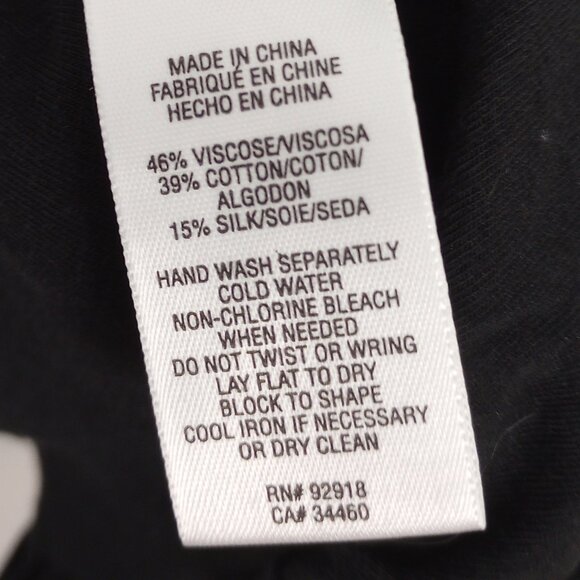 MADE IN CHINA
FABRIQUÉ EN CHINE
HECHO EN CHINA
46% VISCOSE/VISCOSA
39% COTTON/COTON/
ALGODON
15% SILK/SOIE/SEDA
HAND WASH SEPARATELY
COLD WATER
NON-CHLORINE BLEACH
WHEN NEEDED
DO NOT TWIST OR WRING
LAY FLAT TO DRY
BLOCK TO SHAPE
COOL IRON IF NECESSARY
OR DRY CLEAN
RN# 92918
CA# 34460